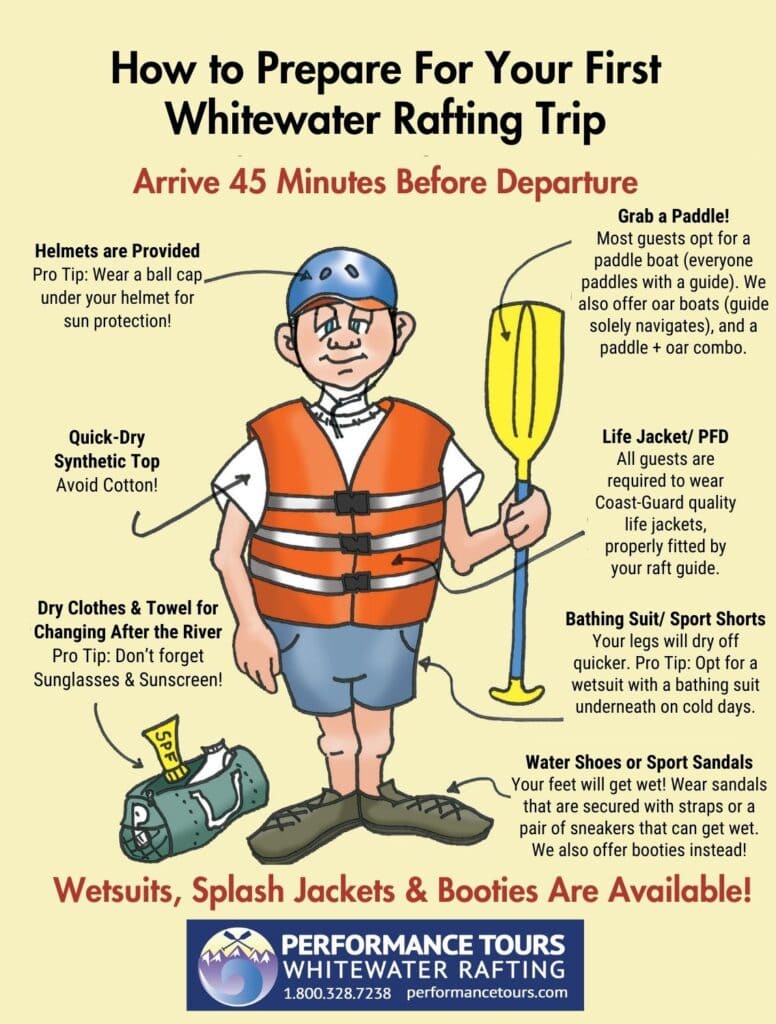 How to Prepare For Your First
Whitewater Rafting Trip
Arrive 45 Minutes Before Departure
Helmets are Provided
Pro Tip: Wear a ball cap
under your helmet for
sun protection!
Grab a Paddle!
Most guests opt for a
paddle boat (everyone
paddles with a guide). We
also offer oar boats (guide
solely navigates), and a
paddle + oar combo.
Quick-Dry
Synthetic Top
Avoid Cotton!
Life Jacket/ PFD
All guests are
required to wear
Coast-Guard quality
life jackets,
properly fitted by
your raft guide.
Dry Clothes & Towel for
Changing After the River
Pro Tip: Don't forget
Sunglasses & Sunscreen!
Bathing Suit/ Sport Shorts
Your legs will dry off
quicker. Pro Tip: Opt for a
wetsuit with a bathing suit
underneath on cold days.
SPF
Water Shoes or Sport Sandals
Your feet will get wet! Wear sandals
that are secured with straps or a
pair of sneakers that can get wet.
We also offer booties instead!
Wetsuits, Splash Jackets & Booties Are Available!
PERFORMANCE TOURS
WHITEWATER RAFTING
1.800.328.7238 performancetours.com